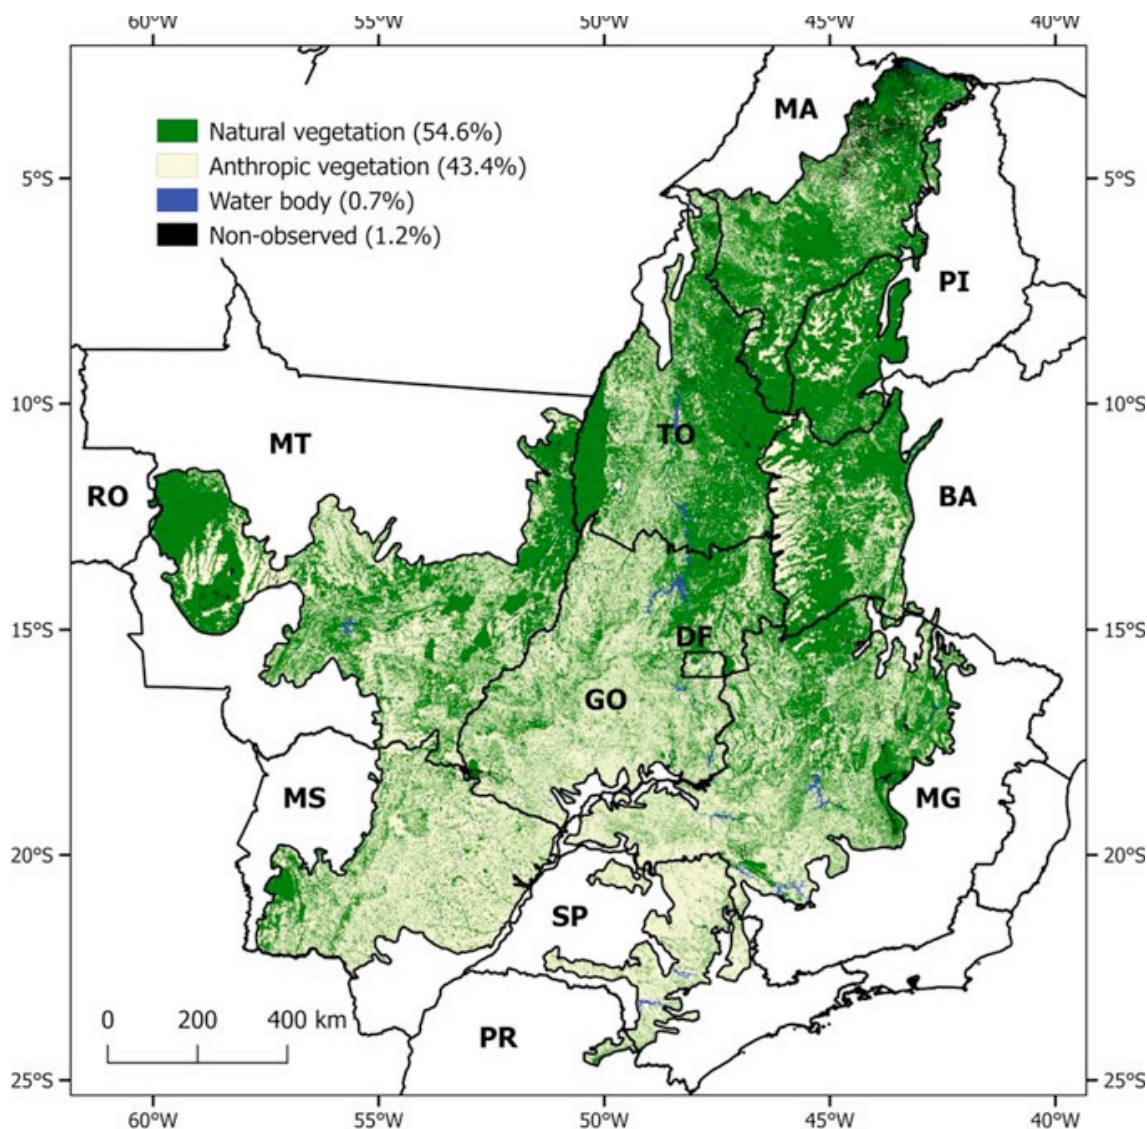 60°W 55°W 50°W 45°W 40°W
Natural vegetation (54.6%)
Anthropic vegetation (43.4%)
Water body (0.7%)
Non-observed (1.2%)
MA
5°S 5°S
PI
10°S 10°S
TO
MT
RO
BA
15°S 15°S
DF
GO
MS
MG
20°S 20°S
SP
0 200 400 km
PR
25°S 25°S
60°W 55°W 50°W 45°W 40°W